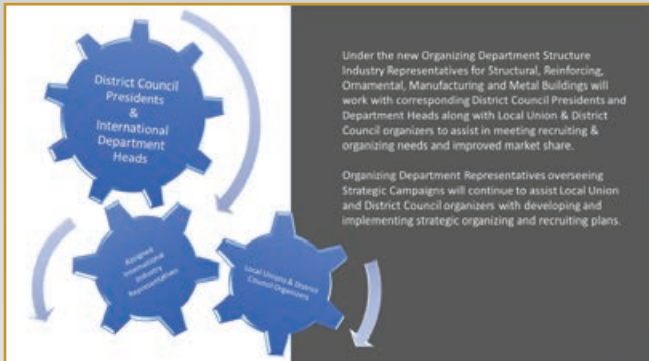 District Council
Presidents
&
International
Department
Heads
Assigned
International
Industry
Representatives
Local Unions & District
Council Organizers
Under the new Organizing Department Structure
Industry Representatives for Structural, Reinforcing,
Ornamental, Manufacturing and Metal Buildings will
work with corresponding District Council Presidents and
Department Heads along with Local Union & District
Council organizers to assist in meeting recruiting &
organizing needs and improved market share.
Organizing Department Representatives overseeing
Strategic Campaigns will continue to assist Local Union
and District Council organizers with developing and
implementing strategic organizing and recruiting plans.